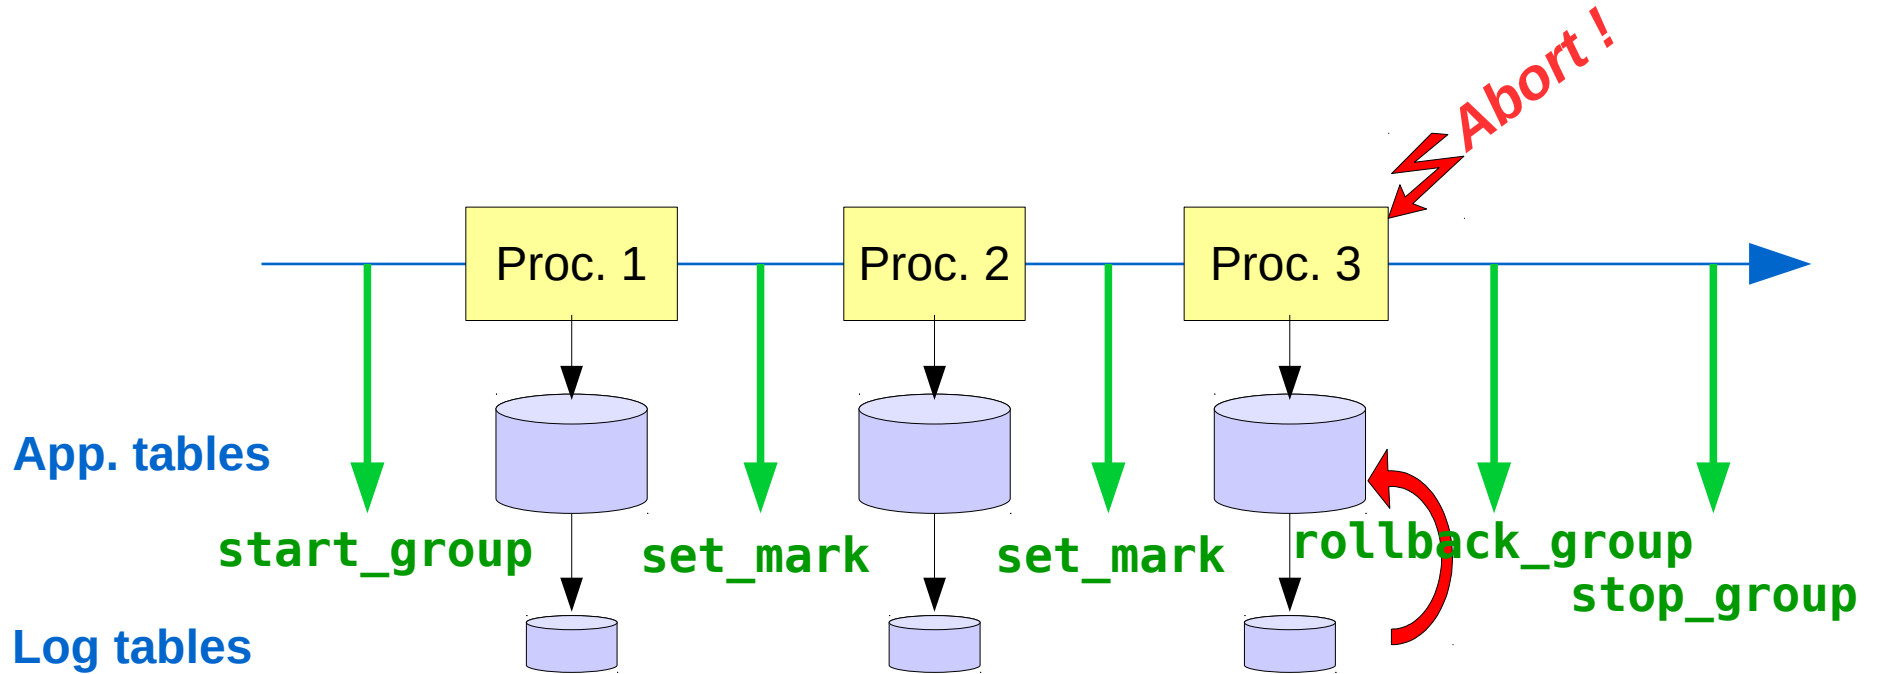 Abort !
Proc. 1
Proc. 2
Proc. 3
App. tables
start_group
set_mark
set_mark
rollback_group
stop_group
Log tables